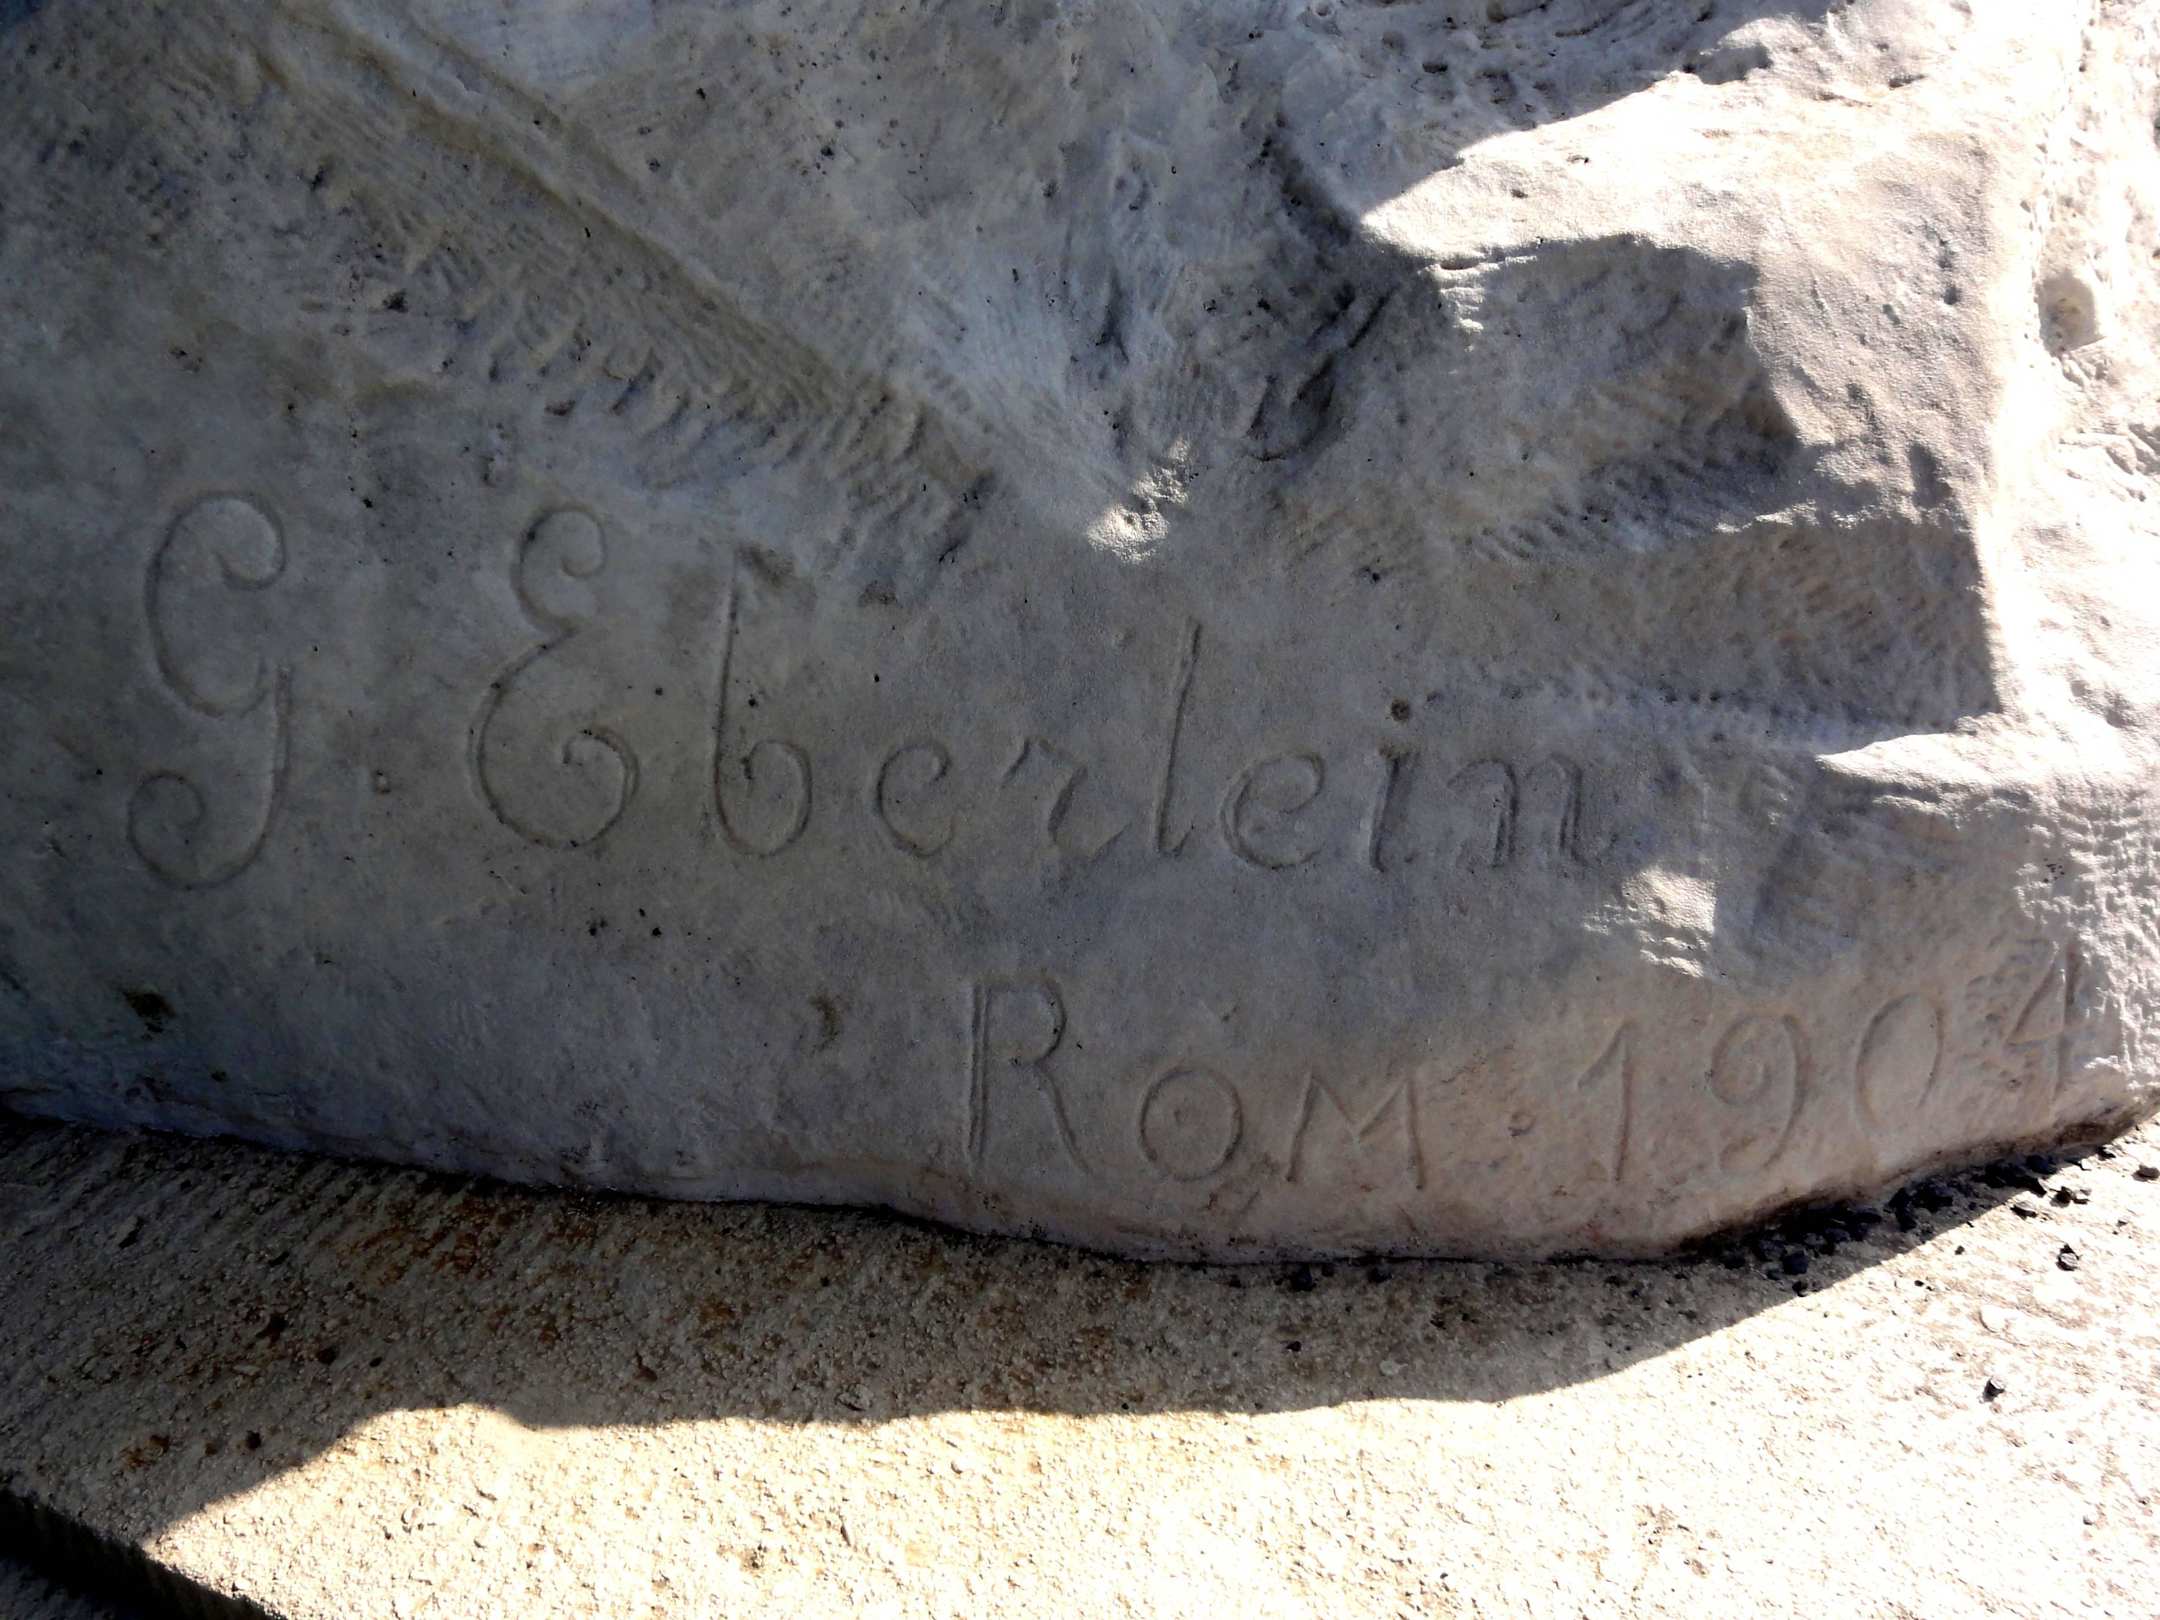 G. Eberlein
Rom. 1904